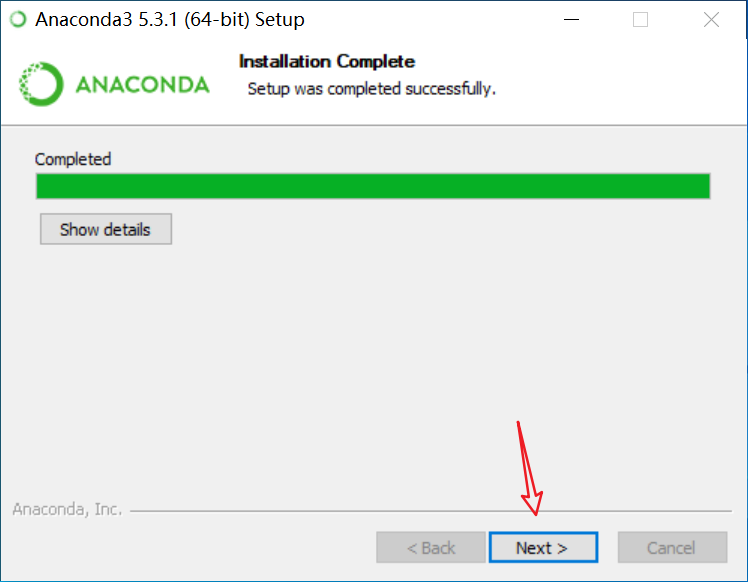 Anaconda3 5.3.1 (64-bit) Setup
ANACONDA
Installation Complete
Setup was completed successfully.
Completed
Show details
Anaconda, Inc.
< Back
Next >
Cancel